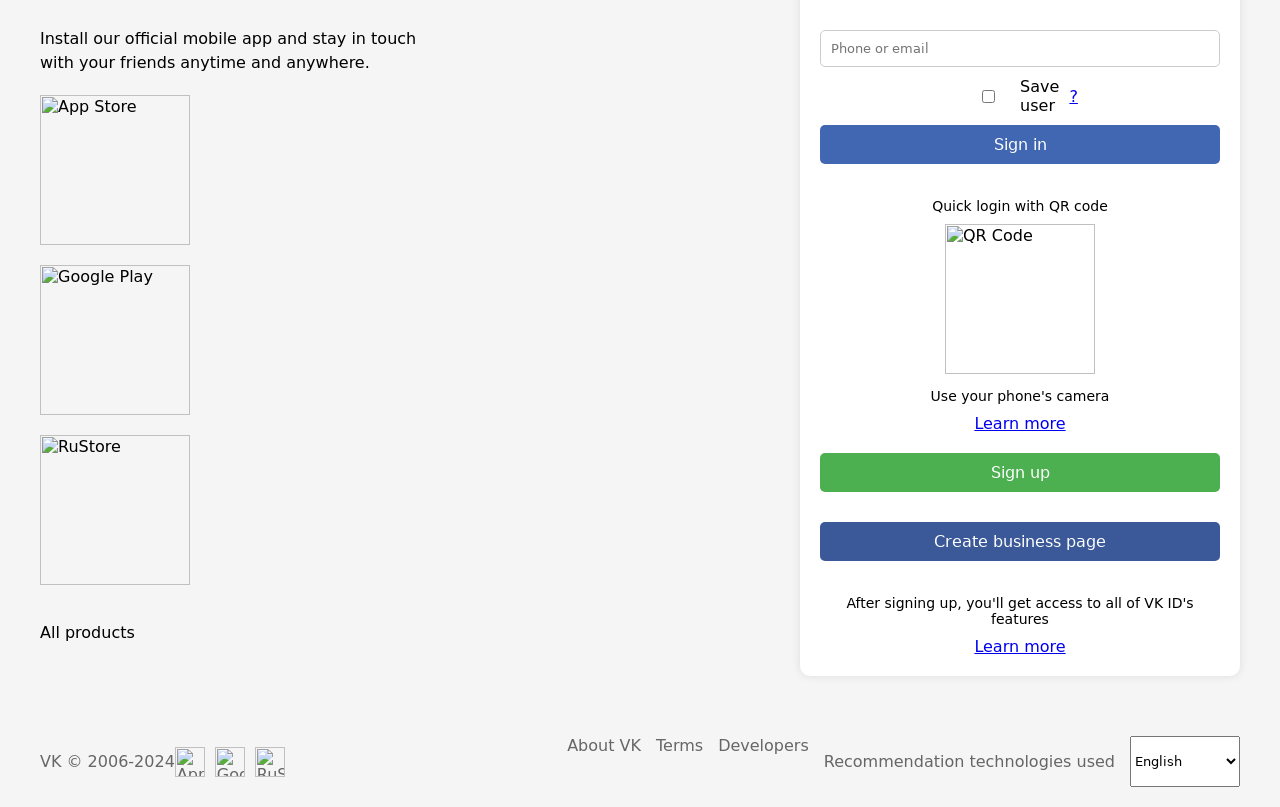 Install our official mobile app and stay in touch
with your friends anytime and anywhere.
App Store
Google Play
RuStore
All products
Phone or email
Save
user
?
Sign in
Quick login with QR code
QR Code
Use your phone's camera
Learn more
Sign up
Create business page
After signing up, you'll get access to all of VK ID's
features
Learn more
VK © 2006-2024
About VK
Terms
Developers
Recommendation technologies used
English